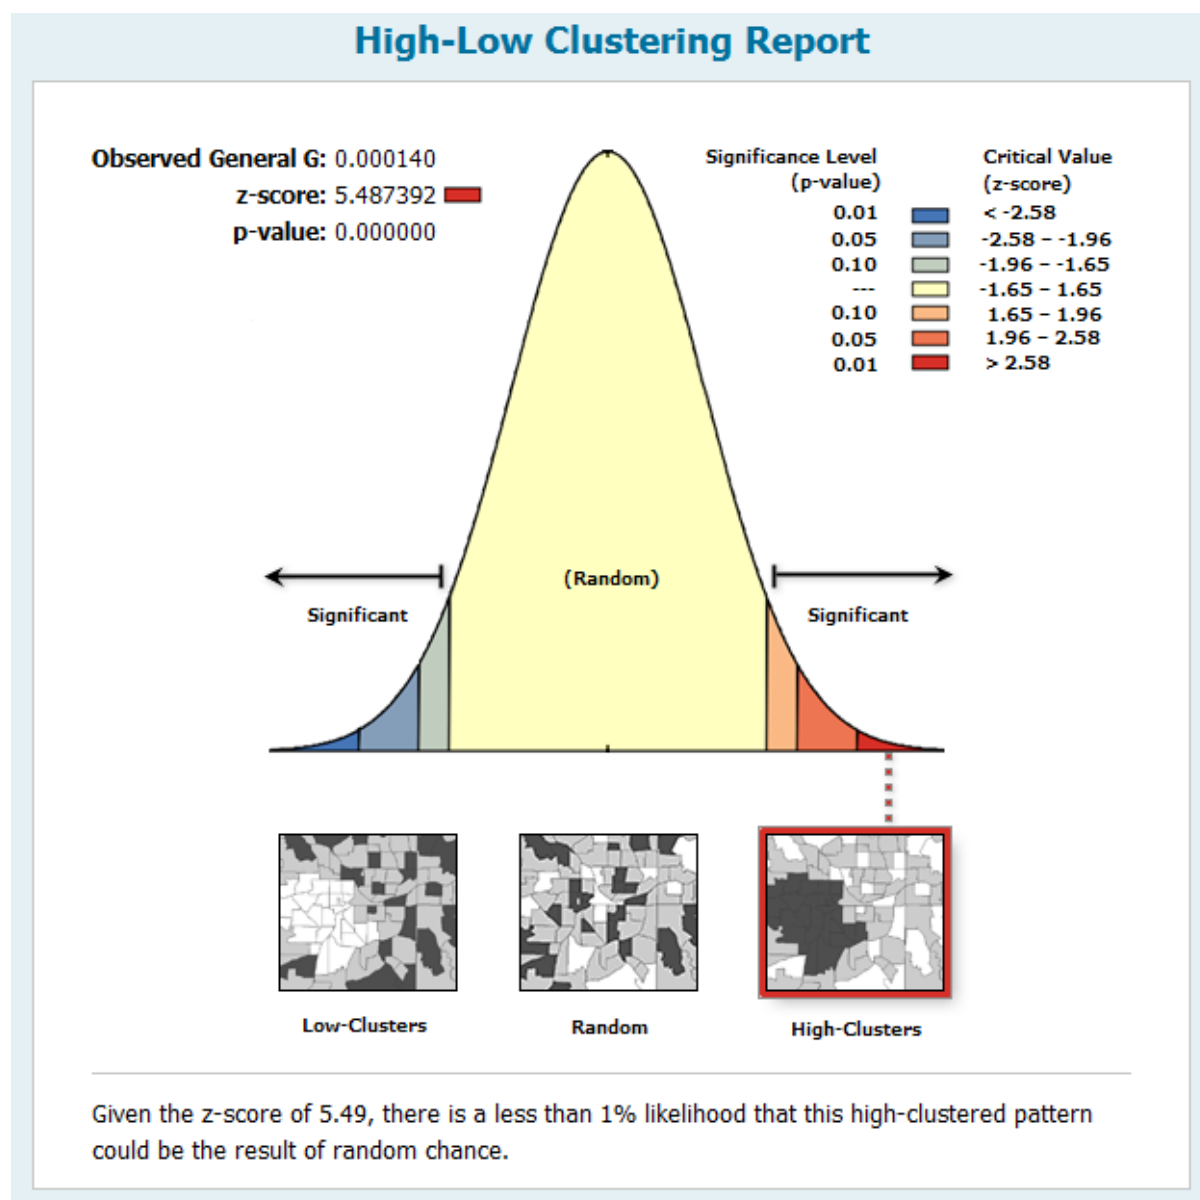 High-Low Clustering Report
Observed General G: 0.000140
z-score: 5.487392
p-value: 0.000000
Significance Level
(p-value)
Critical Value
(z-score)
0.01 < -2.58
0.05 -2.58 – -1.96
0.10 -1.96 – -1.65
--- -1.65 – 1.65
0.10 1.65 – 1.96
0.05 1.96 – 2.58
0.01 > 2.58
(Random)
Significant
Significant
Low-Clusters
Random
High-Clusters
Given the z-score of 5.49, there is a less than 1% likelihood that this high-clustered pattern
could be the result of random chance.